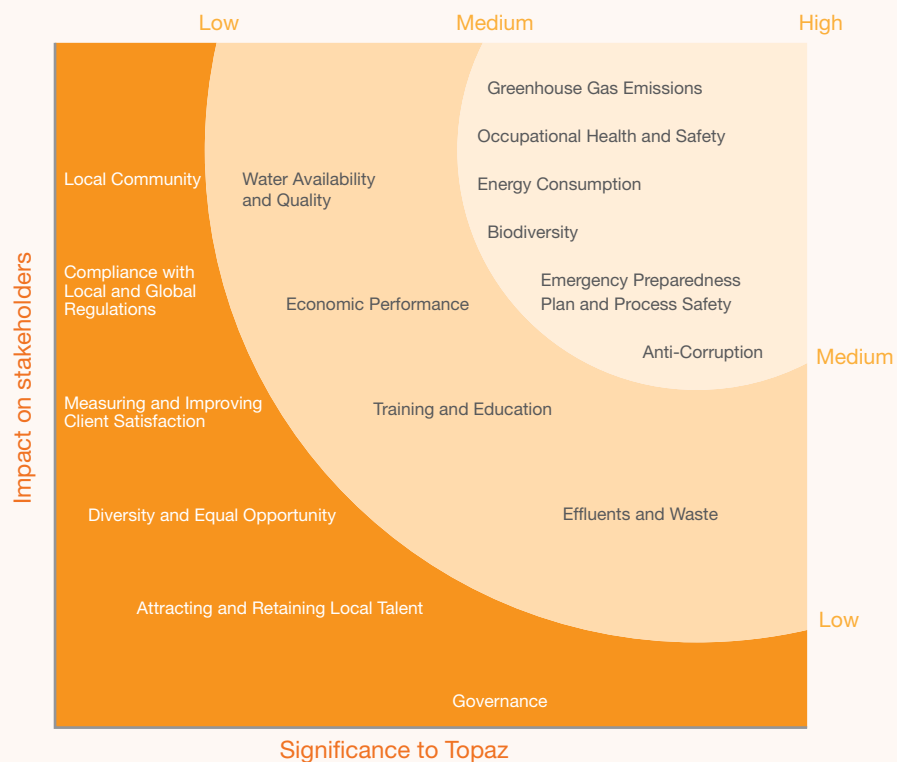 Low
Medium
High
Greenhouse Gas Emissions
Occupational Health and Safety
Local Community
Water Availability
and Quality
Energy Consumption
Biodiversity
Compliance with
Local and Global
Regulations
Economic Performance
Emergency Preparedness
Plan and Process Safety
Anti-Corruption
Medium
Measuring and Improving
Client Satisfaction
Training and Education
Diversity and Equal Opportunity
Effluents and Waste
Attracting and Retaining Local Talent
Low
Governance
Impact on stakeholders
Significance to Topaz